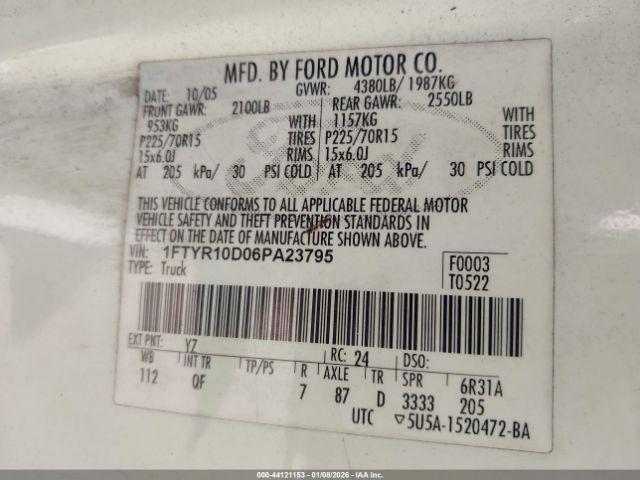 MFD. BY FORD MOTOR CO.
DATE: 10/05 GVWR: 4380LB/ 1987KG
FRONT GAWR: 2100LB REAR GAWR: 2550LB
953KG WITH 1157KG WITH
P225/70R15 TIRES P225/70R15 TIRES
15x6.0J RIMS 15x6.0J RIMS
AT 205 kPa/ 30 PSI COLD AT 205 kPa/ 30 PSI COLD
THIS VEHICLE CONFORMS TO ALL APPLICABLE FEDERAL MOTOR
VEHICLE SAFETY AND THEFT PREVENTION STANDARDS IN
EFFECT ON THE DATE OF MANUFACTURE SHOWN ABOVE.
VIN: 1FTYR10D06PA23795 F0003
TYPE: Truck T0522
EXT PNT: YZ RC: 24 DSO:
WB INT TR TP/PS R AXLE TR SPR 6R31A
112 QF 7 87 D 3333 205
UTC ▽5U5A-1520472-BA
000-44121153 - 01/08/2026 - IAAI Branches